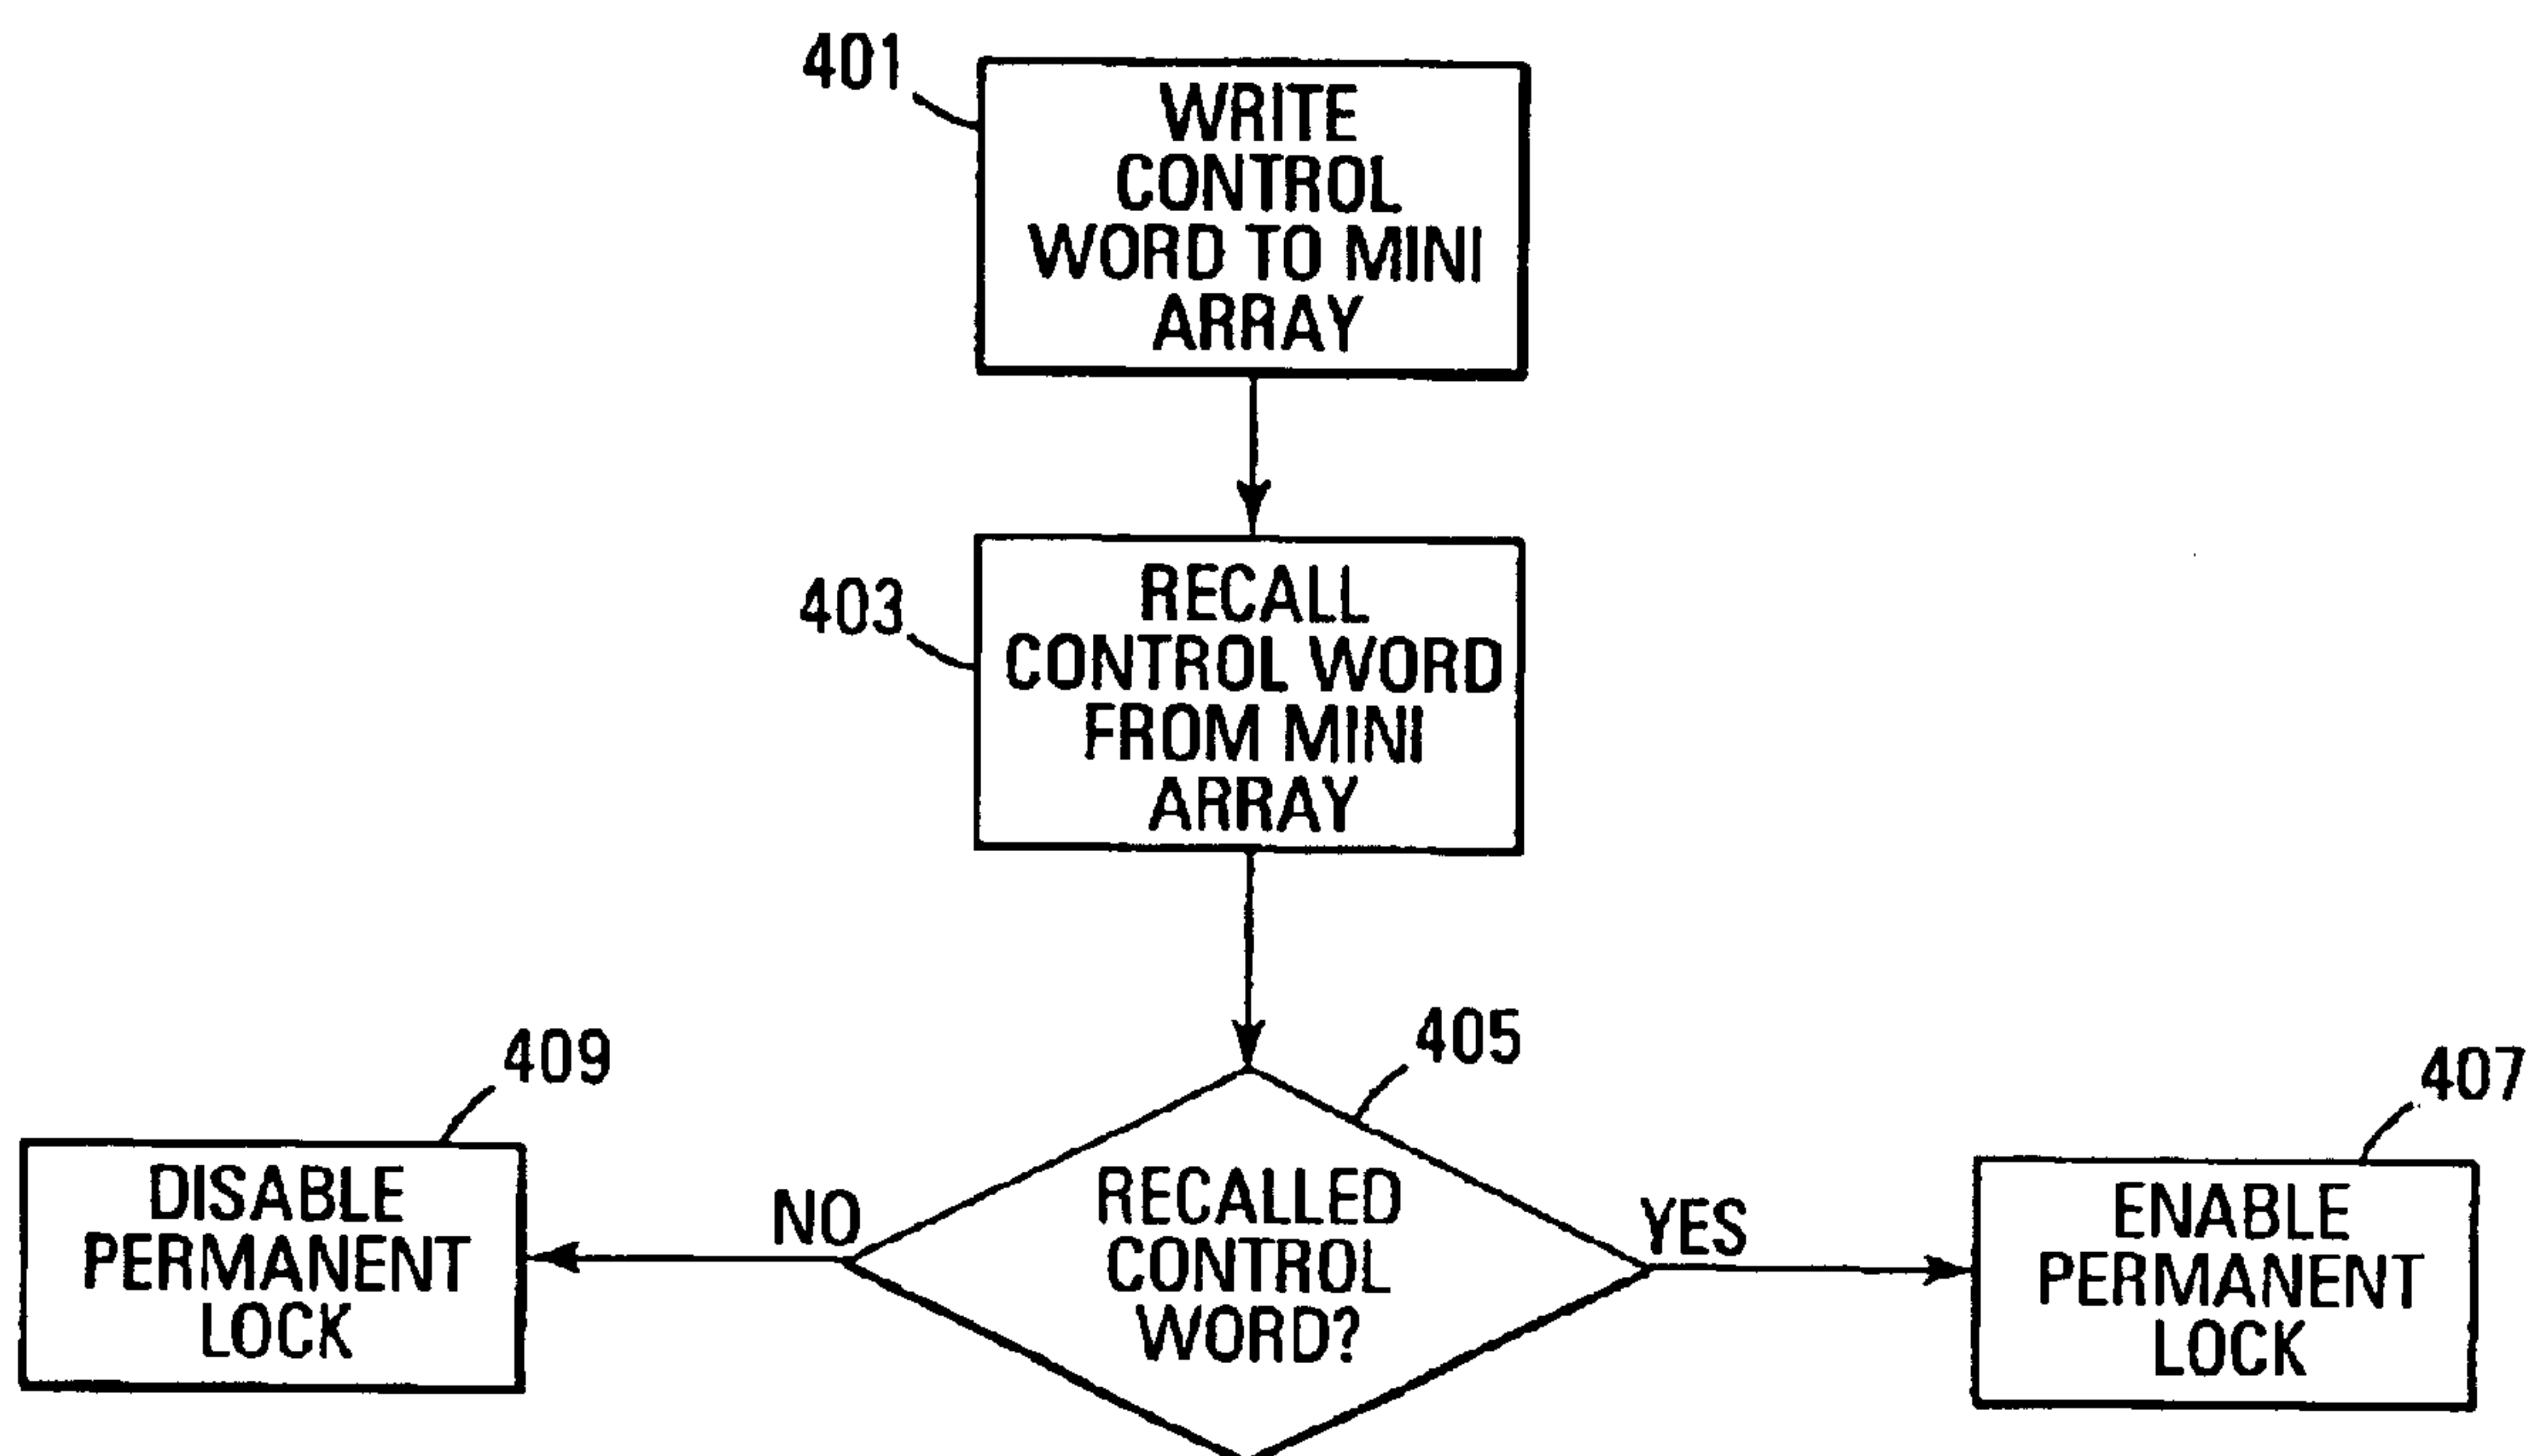 401
WRITE
CONTROL
WORD TO MINI
ARRAY
403
RECALL
CONTROL WORD
FROM MINI
ARRAY
405
409
407
DISABLE
PERMANENT
LOCK
NO
RECALLED
CONTROL
WORD?
YES
ENABLE
PERMANENT
LOCK